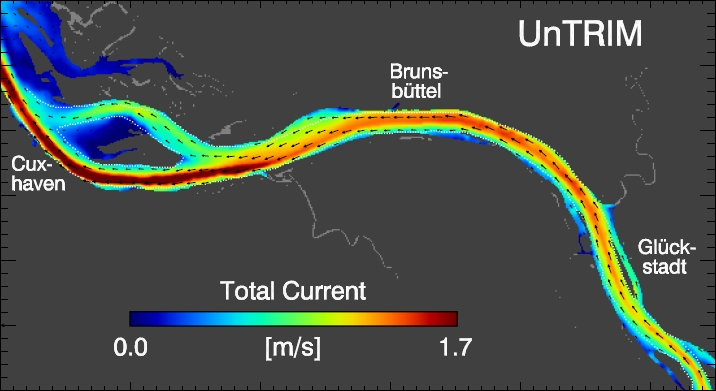 UnTRIM
Bruns-
büttel
Cux-
haven
Glück-
stadt
Total Current
0.0 [m/s] 1.7